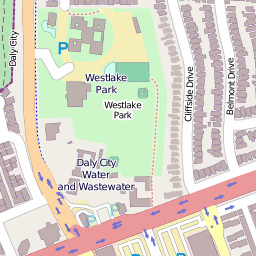 Daly City
P
Westlake
Park
Westlake
Park
Cliffside Drive
Belmont Drive
Daly City
Water
and Wastewater
P